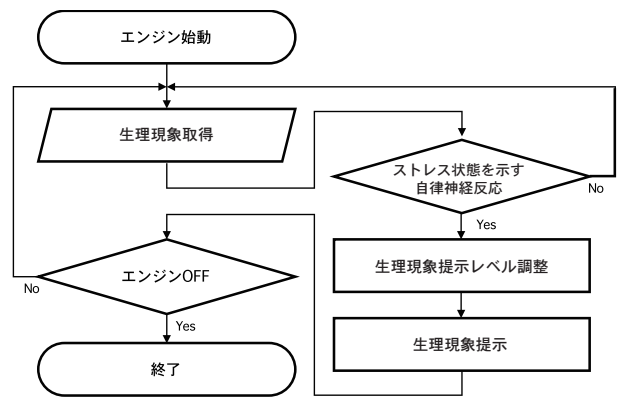 エンジン始動
生理現象取得
ストレス状態を示す
自律神経反応
No
Yes
生理現象提示レベル調整
生理現象提示
エンジンOFF
No
Yes
終了